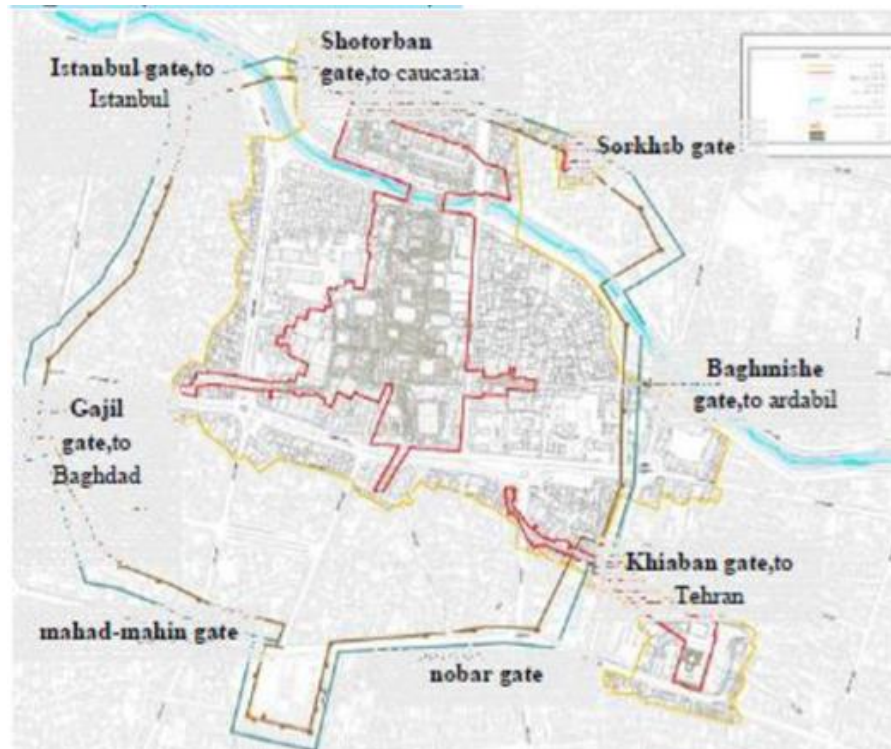 Shotorban
gate,to caucasia
Istanbul gate,to
Istanbul
Sorkhsb gate
Baghmishe
gate,to ardabil
Gajil
gate,to
Baghdad
Khiaban gate,to
Tehran
mahad-mahin gate
nobar gate